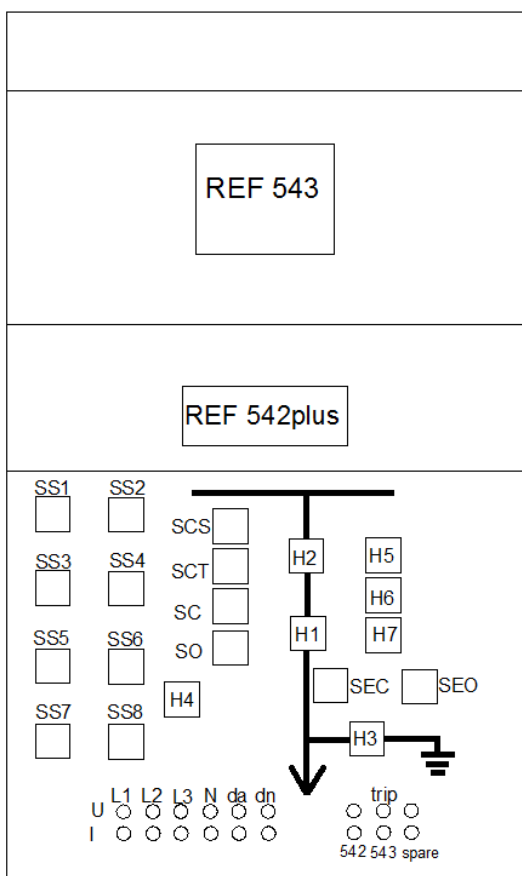 REF 543
REF 542plus
SS1 SS2
SCS
H2 H5
SS3 SS4
SCT
H6
SC
H1 H7
SS5 SS6
SO
SEC SEO
H4
SS7 SS8
H3
L1 L2 L3 N da dn trip
U
I
542 543 spare